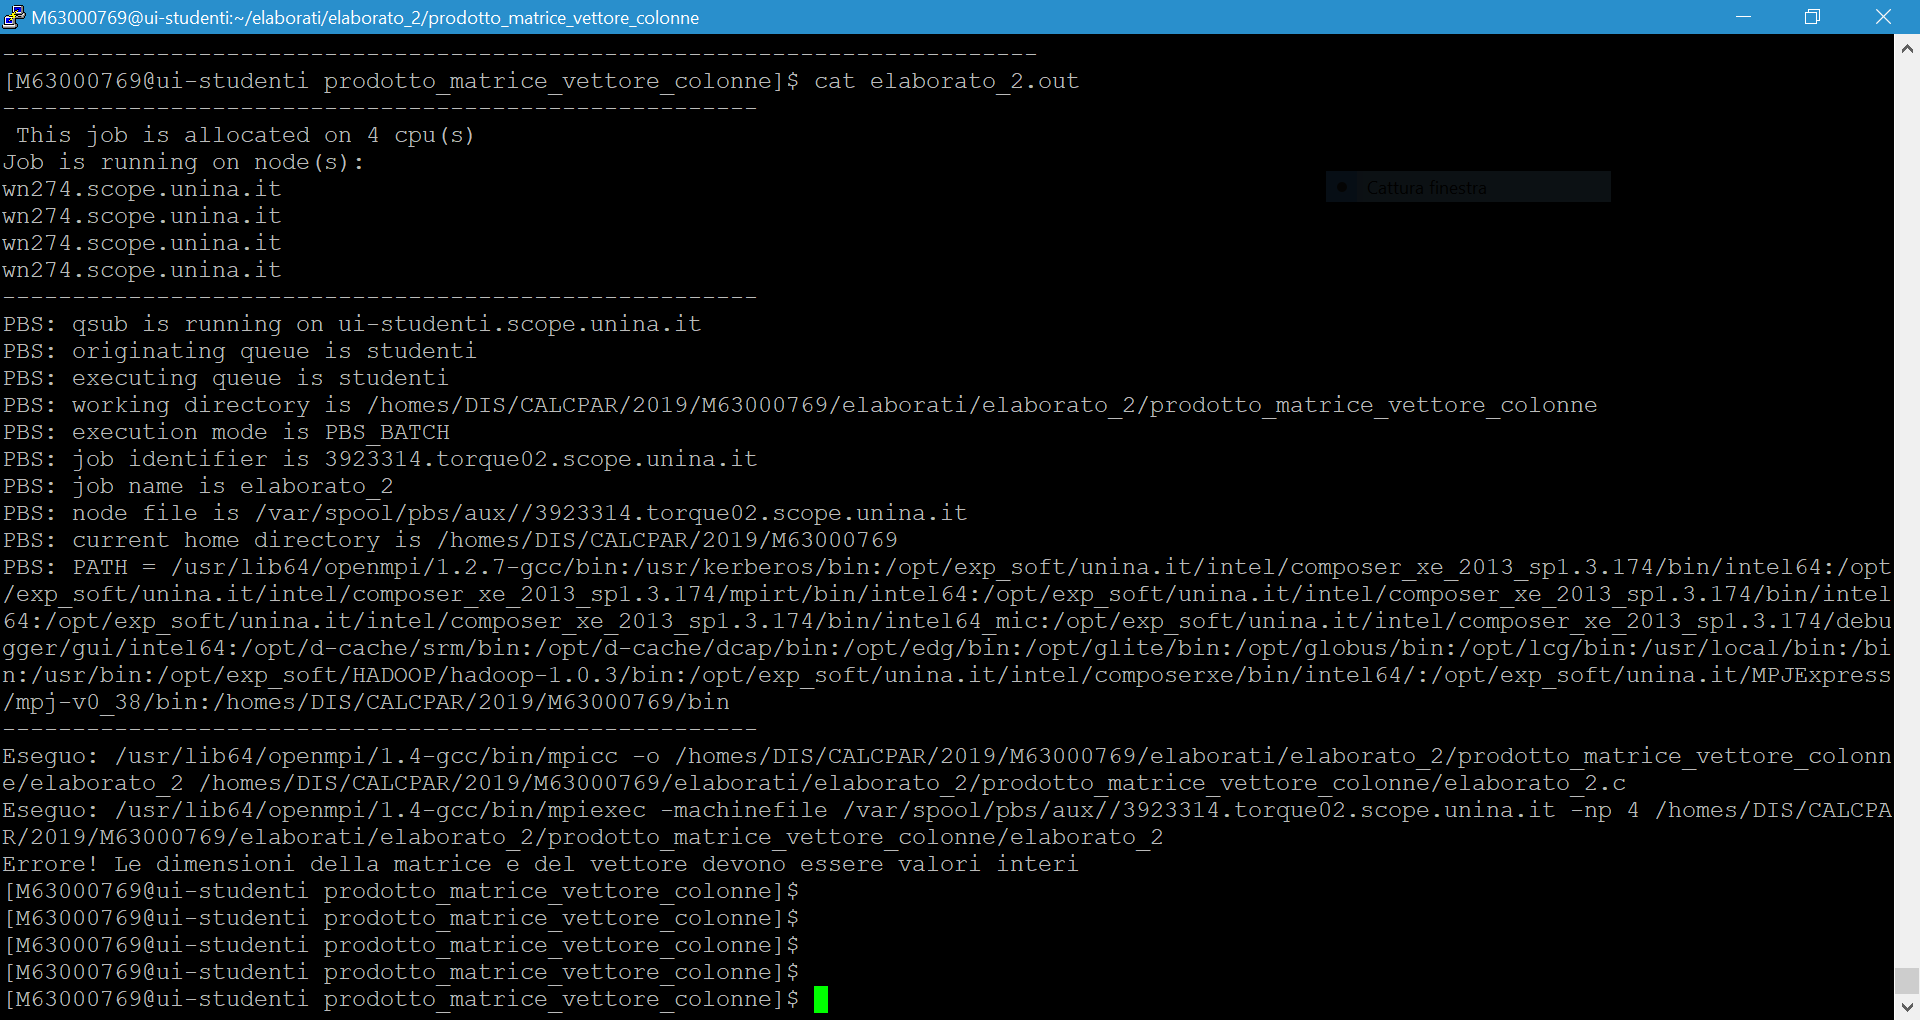 M63000769@ui-studenti:~/elaborati/elaborato_2/prodotto_matrice_vettore_colonne
--------------------------------------------------------------------------
[M63000769@ui-studenti prodotto_matrice_vettore_colonne]$ cat elaborato_2.out
------------------------------------------------------
 This job is allocated on 4 cpu(s)
Job is running on node(s):
wn274.scope.unina.it
wn274.scope.unina.it
wn274.scope.unina.it
wn274.scope.unina.it
Cattura finestra
------------------------------------------------------
PBS: qsub is running on ui-studenti.scope.unina.it
PBS: originating queue is studenti
PBS: executing queue is studenti
PBS: working directory is /homes/DIS/CALCPAR/2019/M63000769/elaborati/elaborato_2/prodotto_matrice_vettore_colonne
PBS: execution mode is PBS_BATCH
PBS: job identifier is 3923314.torque02.scope.unina.it
PBS: job name is elaborato_2
PBS: node file is /var/spool/pbs/aux//3923314.torque02.scope.unina.it
PBS: current home directory is /homes/DIS/CALCPAR/2019/M63000769
PBS: PATH = /usr/lib64/openmpi/1.2.7-gcc/bin:/usr/kerberos/bin:/opt/exp_soft/unina.it/intel/composer_xe_2013_sp1.3.174/bin/intel64:/opt
/exp_soft/unina.it/intel/composer_xe_2013_sp1.3.174/mpirt/bin/intel64:/opt/exp_soft/unina.it/intel/composer_xe_2013_sp1.3.174/bin/intel
64:/opt/exp_soft/unina.it/intel/composer_xe_2013_sp1.3.174/bin/intel64_mic:/opt/exp_soft/unina.it/intel/composer_xe_2013_sp1.3.174/debu
gger/gui/intel64:/opt/d-cache/srm/bin:/opt/d-cache/dcap/bin:/opt/edg/bin:/opt/glite/bin:/opt/globus/bin:/opt/lcg/bin:/usr/local/bin:/bi
n:/usr/bin:/opt/exp_soft/HADOOP/hadoop-1.0.3/bin:/opt/exp_soft/unina.it/intel/composerxe/bin/intel64/:/opt/exp_soft/unina.it/MPJExpress
/mpj-v0_38/bin:/homes/DIS/CALCPAR/2019/M63000769/bin
------------------------------------------------------
Eseguo: /usr/lib64/openmpi/1.4-gcc/bin/mpicc -o /homes/DIS/CALCPAR/2019/M63000769/elaborati/elaborato_2/prodotto_matrice_vettore_colonn
e/elaborato_2 /homes/DIS/CALCPAR/2019/M63000769/elaborati/elaborato_2/prodotto_matrice_vettore_colonne/elaborato_2.c
Eseguo: /usr/lib64/openmpi/1.4-gcc/bin/mpiexec -machinefile /var/spool/pbs/aux//3923314.torque02.scope.unina.it -np 4 /homes/DIS/CALCPA
R/2019/M63000769/elaborati/elaborato_2/prodotto_matrice_vettore_colonne/elaborato_2
Errore! Le dimensioni della matrice e del vettore devono essere valori interi
[M63000769@ui-studenti prodotto_matrice_vettore_colonne]$
[M63000769@ui-studenti prodotto_matrice_vettore_colonne]$
[M63000769@ui-studenti prodotto_matrice_vettore_colonne]$
[M63000769@ui-studenti prodotto_matrice_vettore_colonne]$
[M63000769@ui-studenti prodotto_matrice_vettore_colonne]$